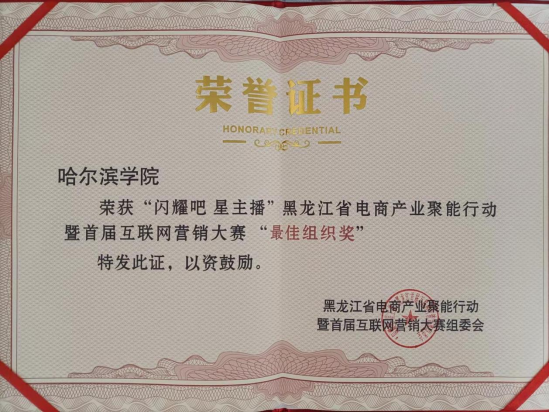 荣誉证书
HONORARY CREDENTIAL
哈尔滨学院
荣获“闪耀吧 星主播”黑龙江省电商产业聚能行动
暨首届互联网营销大赛 “最佳组织奖”
特发此证，以资鼓励。
黑龙江省电商产业聚能行动
暨首届互联网营销大赛组委会